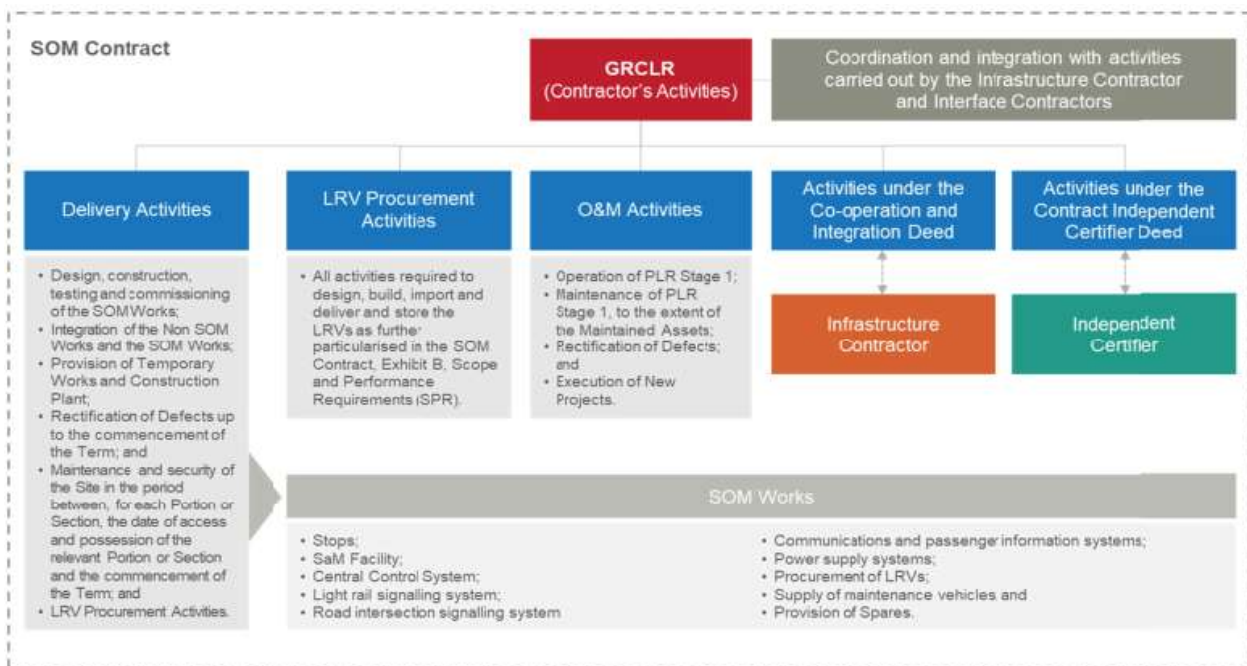 SOM Contract
GRCLR
(Contractor's Activities)
Coordination and integration with activities
carried out by the Infrastructure Contractor
and Interface Contractors
Delivery Activities
LRV Procurement
Activities
O&M Activities
Activities under the
Co-operation and
Integration Deed
Activities under the
Contract Independent
Certifier Deed
• Design, construction,
testing and commissioning
of the SOM Works;
• Integration of the Non SOM
Works and the SOM Works;
• Provision of Temporary
Works and Construction
Plant;
• Rectification of Defects up
to the commencement of
the Term; and
• Maintenance and security of
the Site in the period
between, for each Portion or
Section, the date of access
and possession of the
relevant Portion or Section
and the commencement of
the Term; and
• LRV Procurement Activities.
• All activities required to
design, build, import and
deliver and store the
LRVs as further
particularised in the SOM
Contract, Exhibit B, Scope
and Performance
Requirements (SPR).
• Operation of PLR Stage 1;
• Maintenance of PLR
Stage 1, to the extent of
the Maintained Assets;
• Rectification of Defects;
and
• Execution of New
Projects.
Infrastructure
Contractor
Independent
Certifier
SOM Works
• Stops;
• SaM Facility;
• Central Control System;
• Light rail signalling system;
• Road intersection signalling system
• Communications and passenger information systems;
• Power supply systems;
• Procurement of LRVs;
• Supply of maintenance vehicles and
• Provision of Spares.